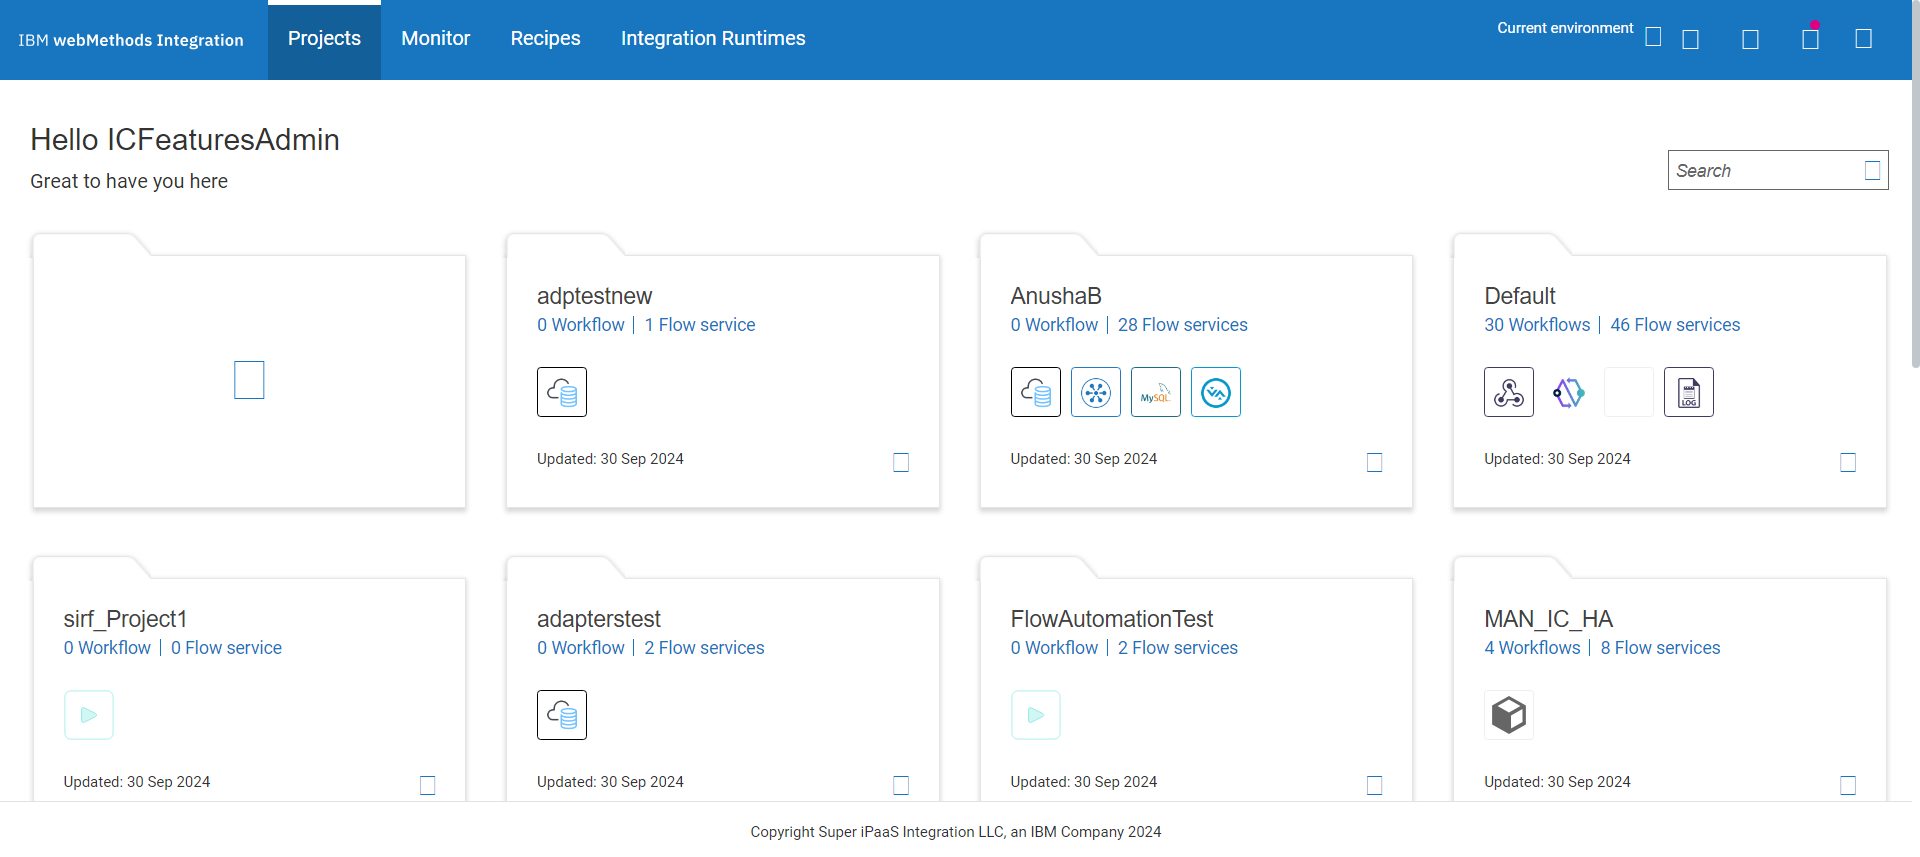 IBM webMethods Integration
Projects
Monitor
Recipes
Integration Runtimes
Current environment
Hello ICFeaturesAdmin
Great to have you here
Search
adptestnew
0 Workflow | 1 Flow service
Updated: 30 Sep 2024
AnushaB
0 Workflow | 28 Flow services
MySQL
Updated: 30 Sep 2024
Default
30 Workflows | 46 Flow services
LOG
Updated: 30 Sep 2024
sirf_Project1
0 Workflow | 0 Flow service
Updated: 30 Sep 2024
adapterstest
0 Workflow | 2 Flow services
Updated: 30 Sep 2024
FlowAutomationTest
0 Workflow | 2 Flow services
Updated: 30 Sep 2024
MAN_IC_HA
4 Workflows | 8 Flow services
Updated: 30 Sep 2024
Copyright Super iPaaS Integration LLC, an IBM Company 2024